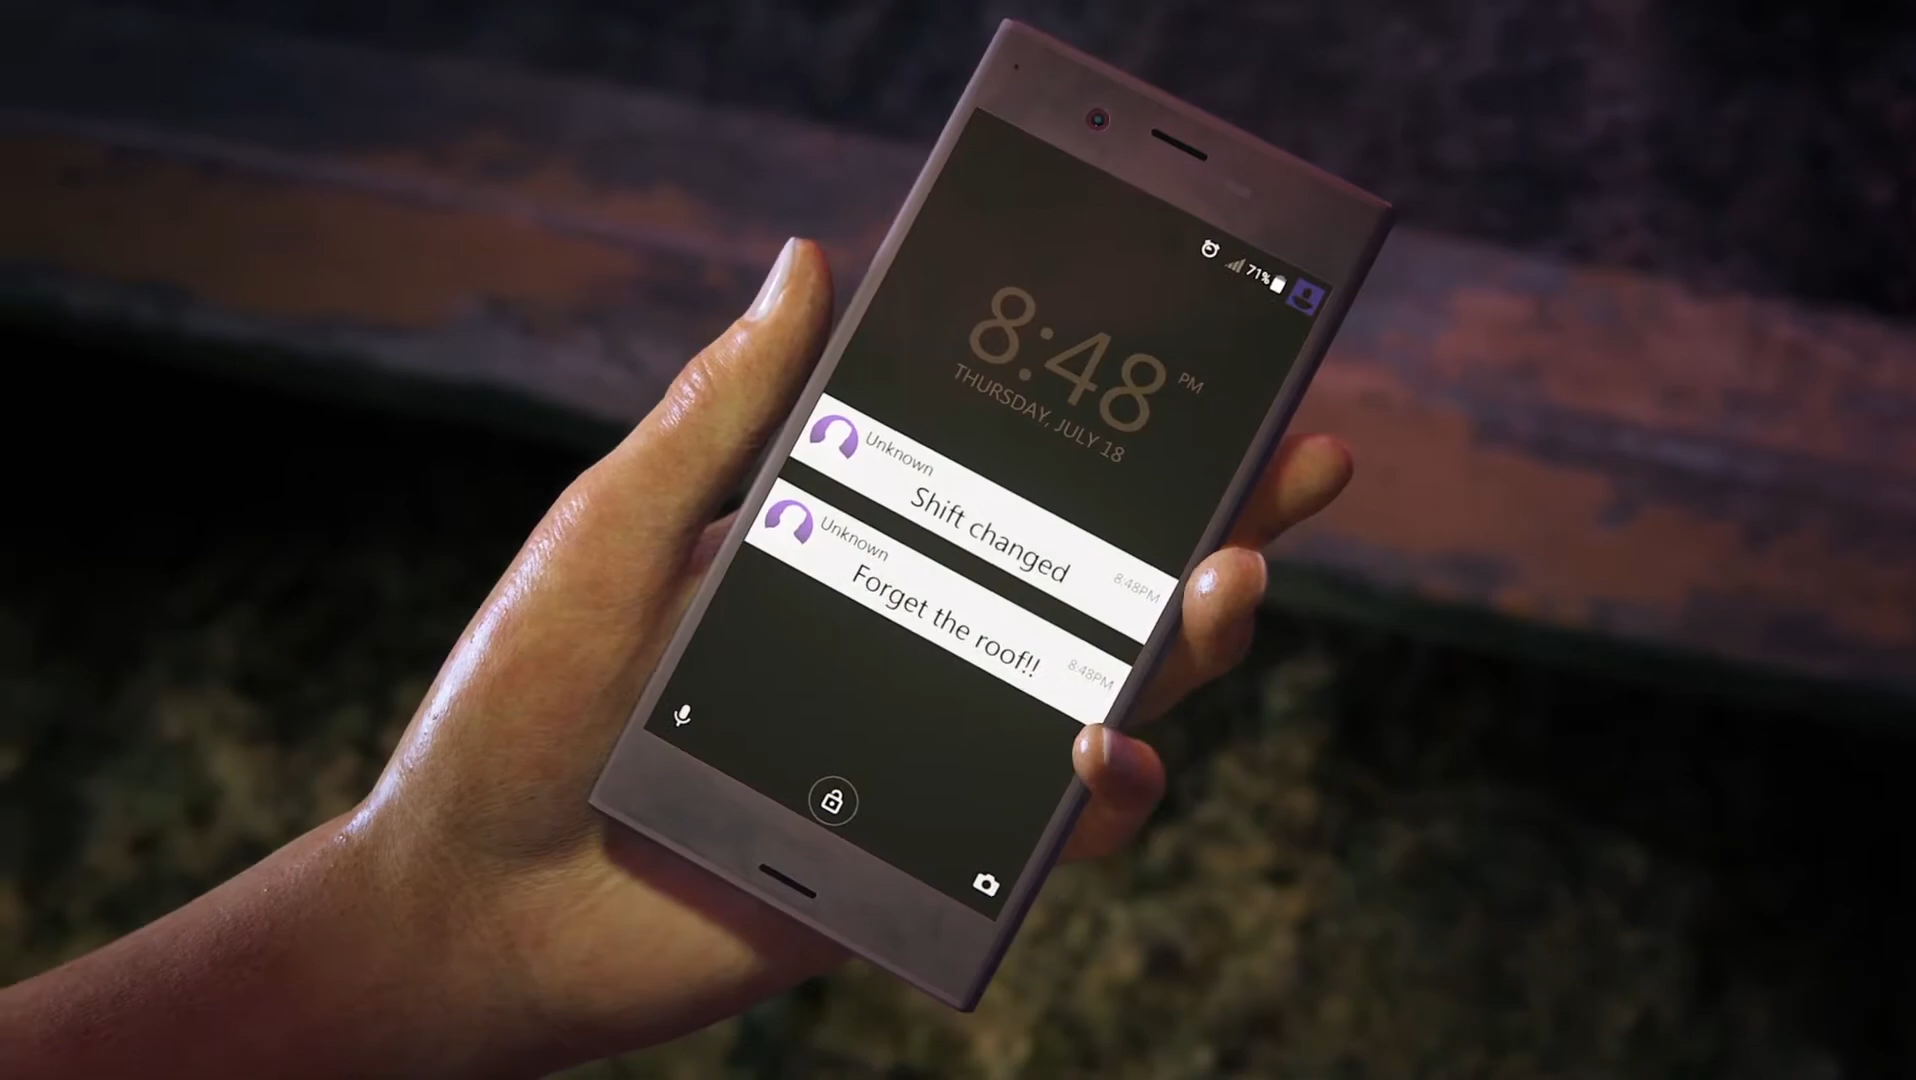 71%
8:48 PM
THURSDAY, JULY 18
Unknown
Shift changed
8:48PM
Unknown
Forget the roof!!
8:48PM